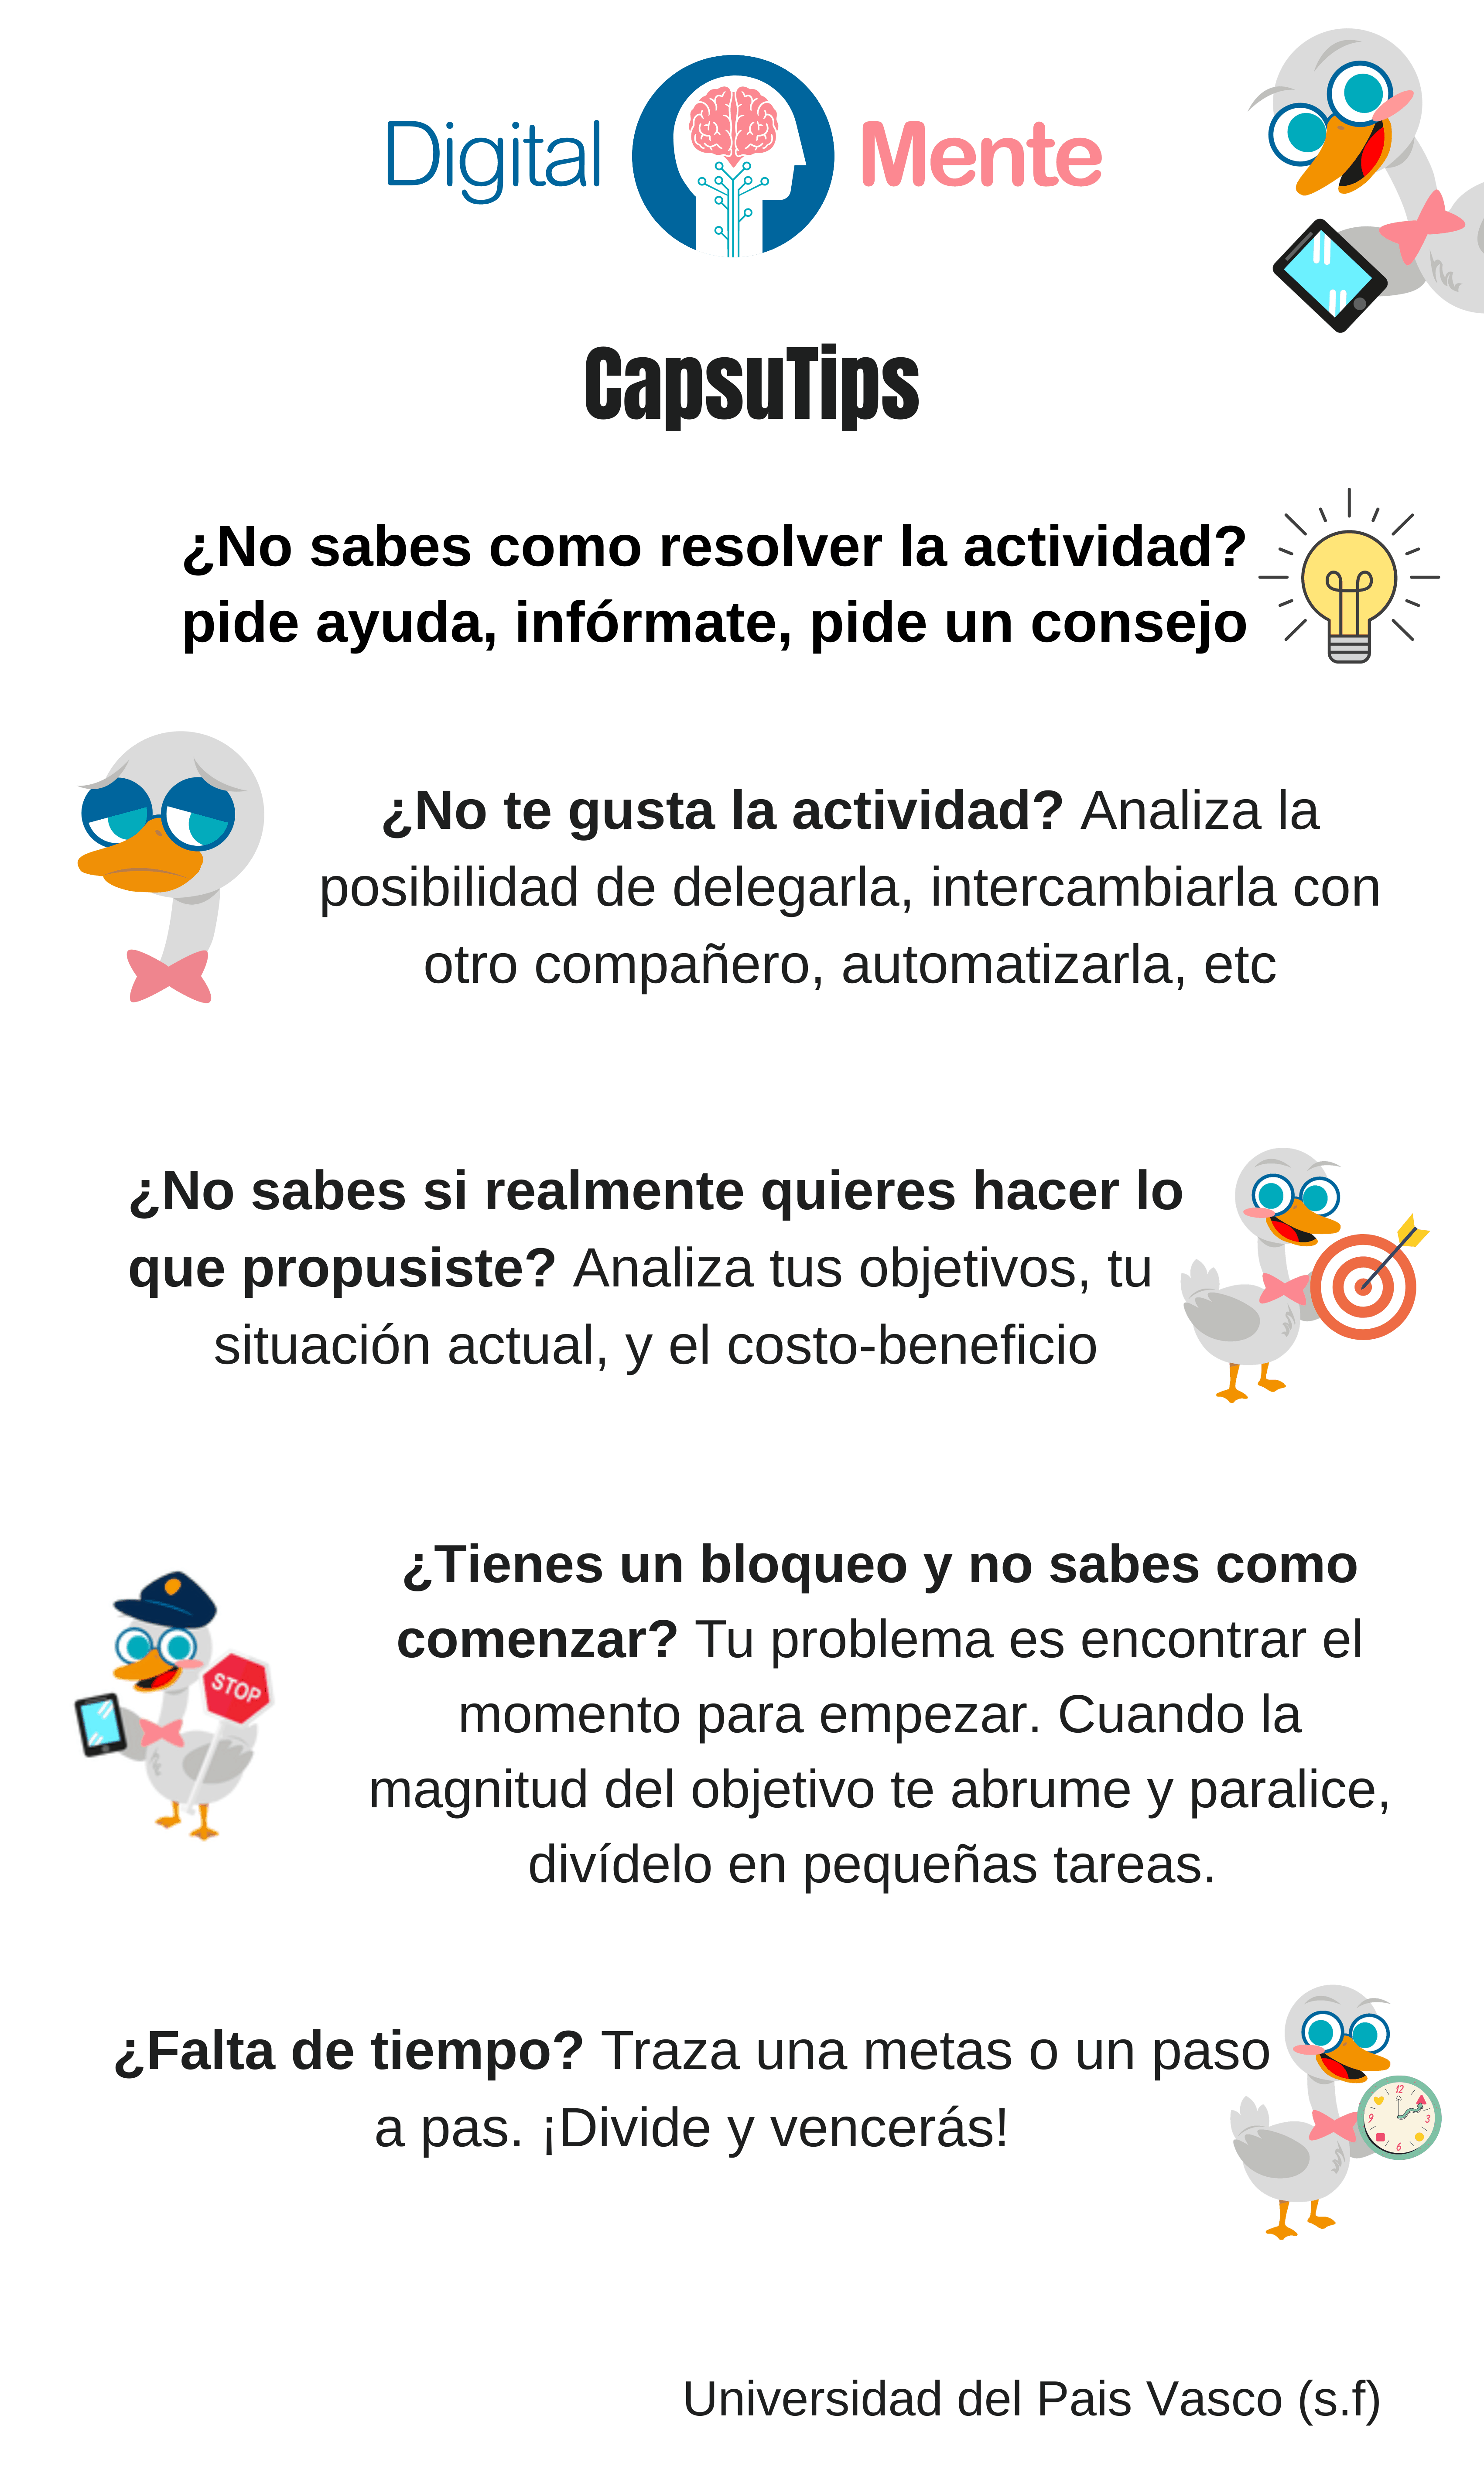 Digital Mente
CapsuTips
¿No sabes como resolver la actividad?
pide ayuda, infórmate, pide un consejo
¿No te gusta la actividad? Analiza la
posibilidad de delegarla, intercambiarla con
otro compañero, automatizarla, etc
¿No sabes si realmente quieres hacer lo
que propusiste? Analiza tus objetivos, tu
situación actual, y el costo-beneficio
¿Tienes un bloqueo y no sabes como
comenzar? Tu problema es encontrar el
momento para empezar. Cuando la
magnitud del objetivo te abrume y paralice,
divídelo en pequeñas tareas.
STOP
¿Falta de tiempo? Traza una metas o un paso
a pas. ¡Divide y vencerás!
12
9 3
6
Universidad del Pais Vasco (s.f)